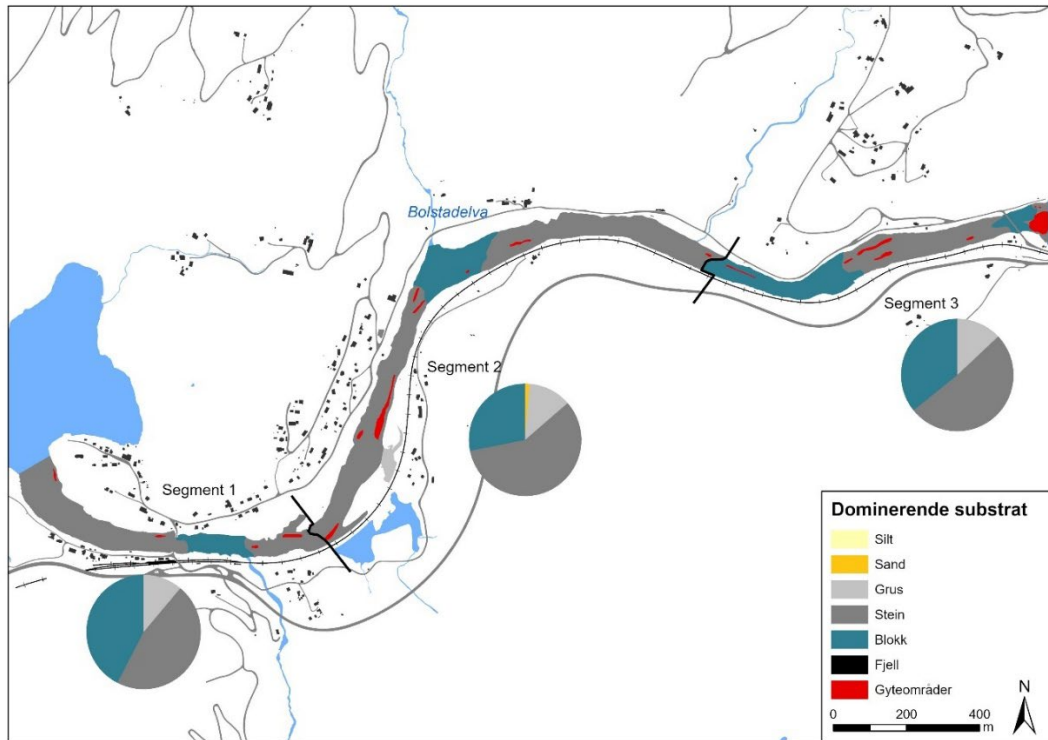 Bolstadelva
Segment 3
Segment 2
Segment 1
Dominerende substrat
Silt
Sand
Grus
Stein
Blokk
Fjell
Gyteområder
N
0 200 400
m